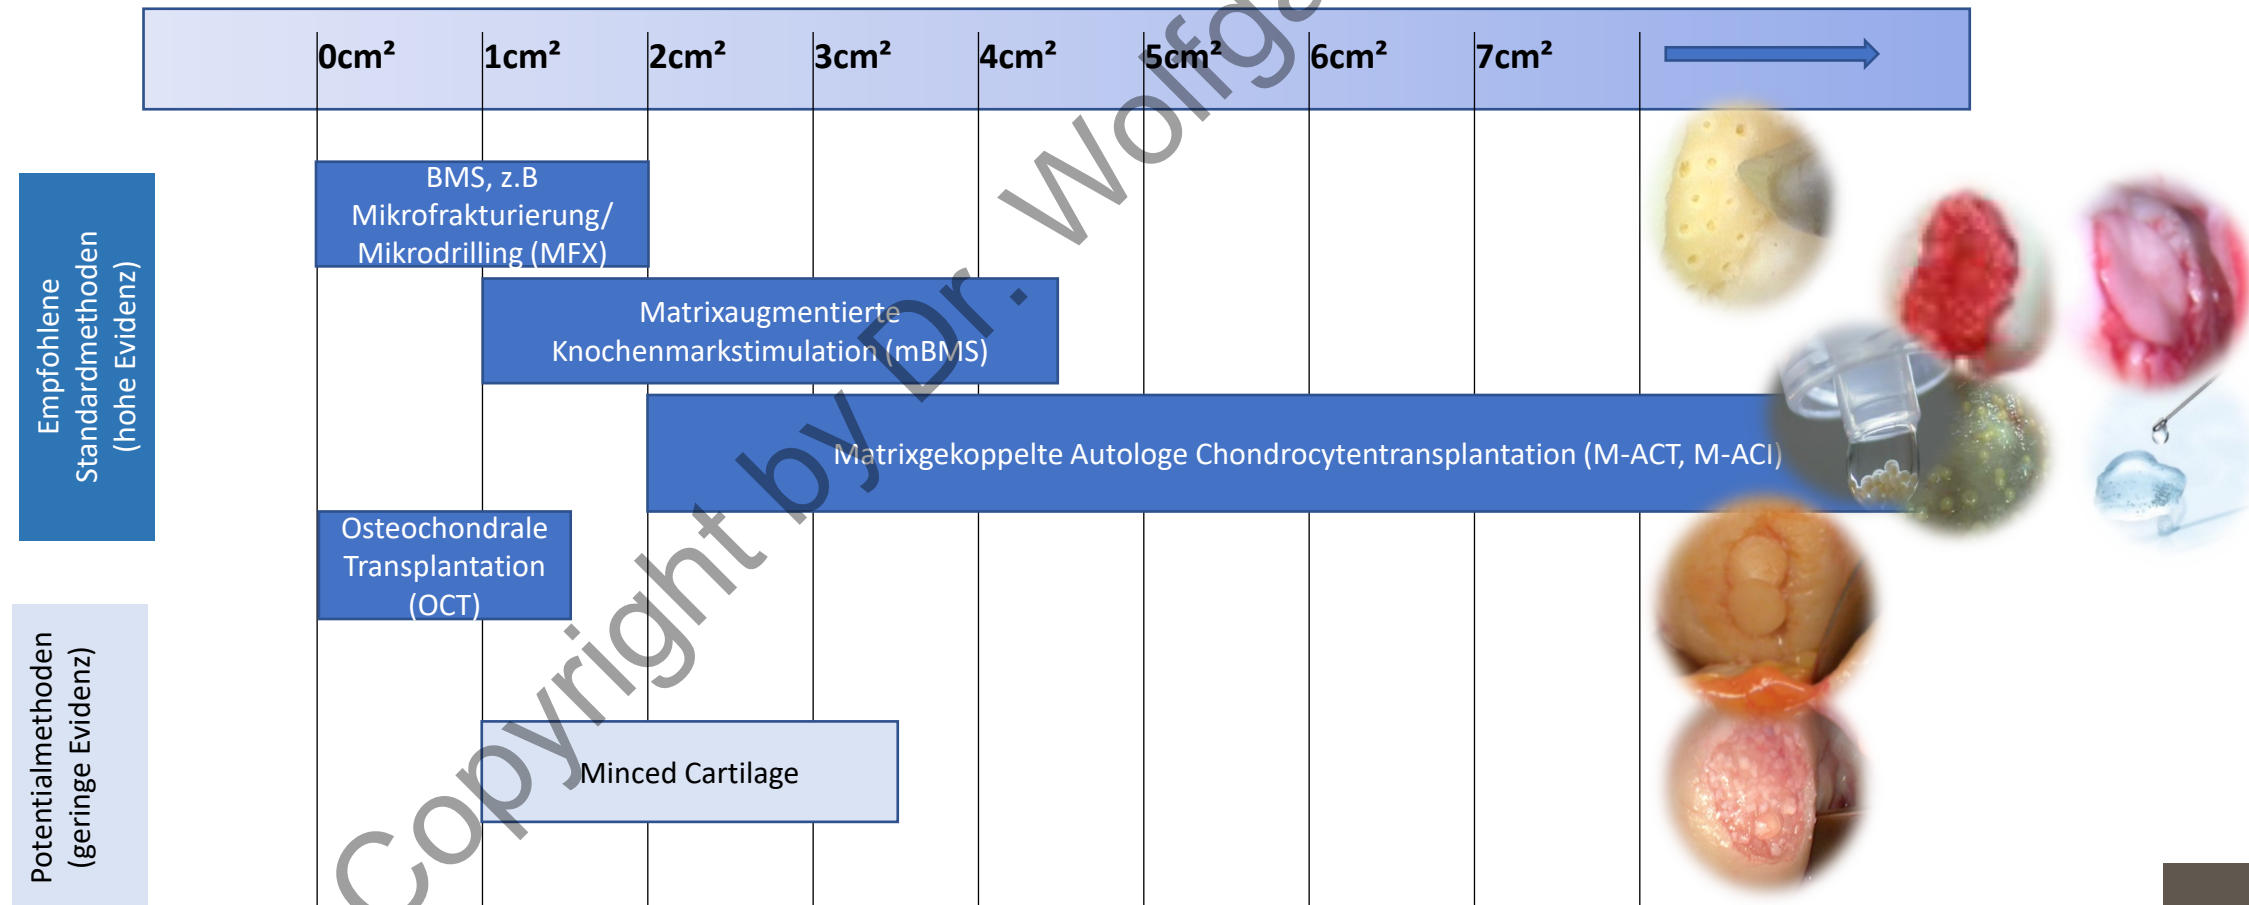 0cm² 1cm² 2cm² 3cm² 4cm² 5cm² 6cm² 7cm²
Empfohlene
Standardmethoden
(hohe Evidenz)
BMS, z.B
Mikrofrakturierung/
Mikrodrilling (MFX)
Matrixaugmentierte
Knochenmarkstimulation (mBMS)
Matrixgekoppelte Autologe Chondrocytentransplantation (M-ACT, M-ACI)
Osteochondrale
Transplantation
(OCT)
Potentialmethoden
(geringe Evidenz)
Minced Cartilage
Copyright by Dr.